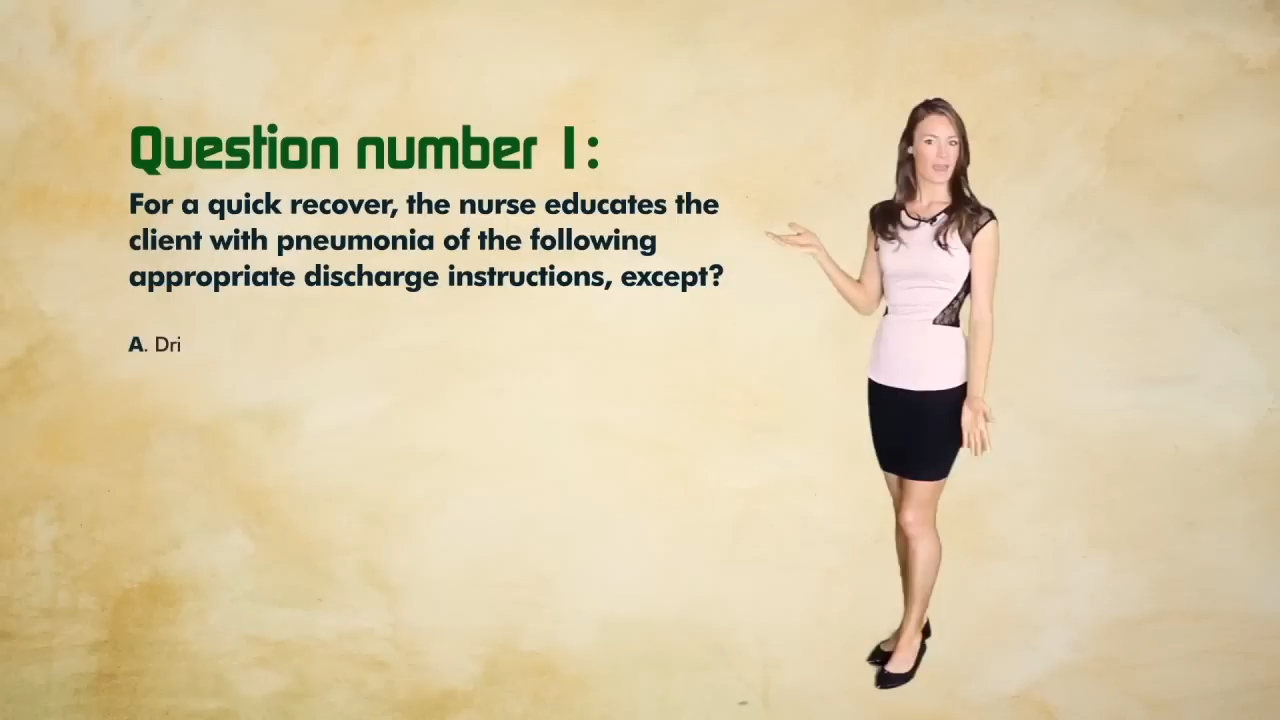 Question number 1:
For a quick recover, the nurse educates the
client with pneumonia of the following
appropriate discharge instructions, except?
A. Dri